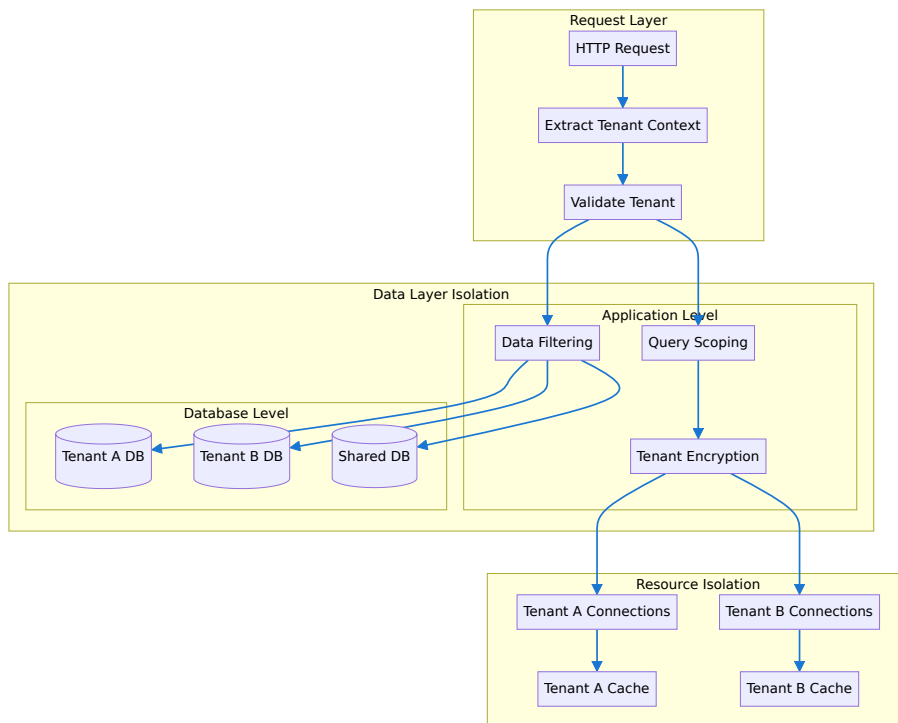 Request Layer
HTTP Request
Extract Tenant Context
Validate Tenant
Data Layer Isolation
Application Level
Data Filtering
Query Scoping
Database Level
Tenant A DB
Tenant B DB
Shared DB
Tenant Encryption
Resource Isolation
Tenant A Connections
Tenant B Connections
Tenant A Cache
Tenant B Cache